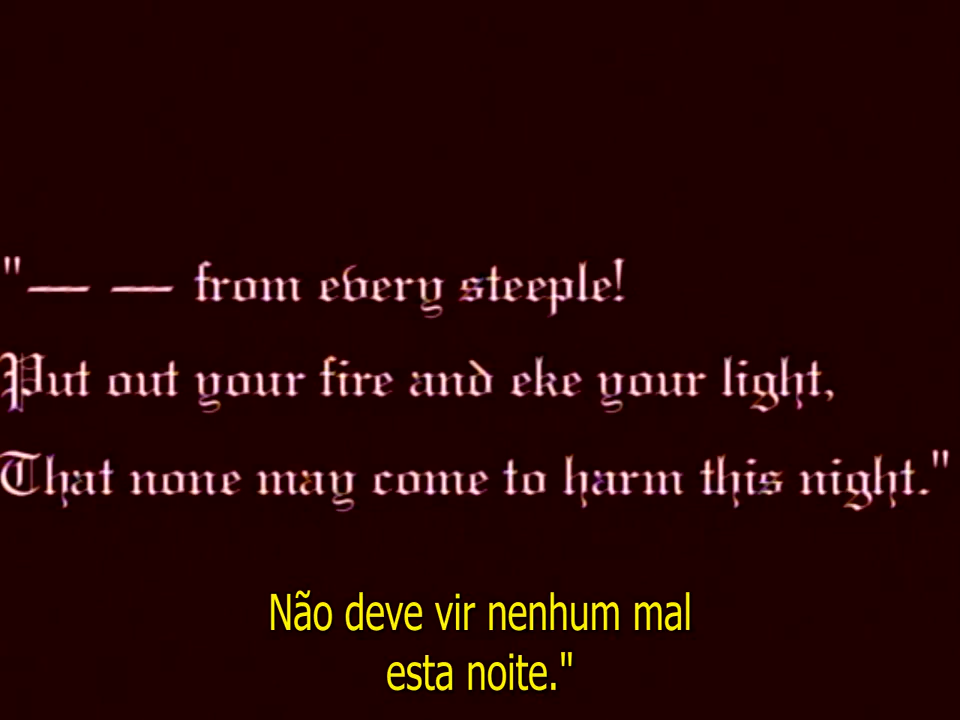 "— — from every steeple!
Put out your fire and eke your light,
That none may come to harm this night."
Não deve vir nenhum mal
esta noite."